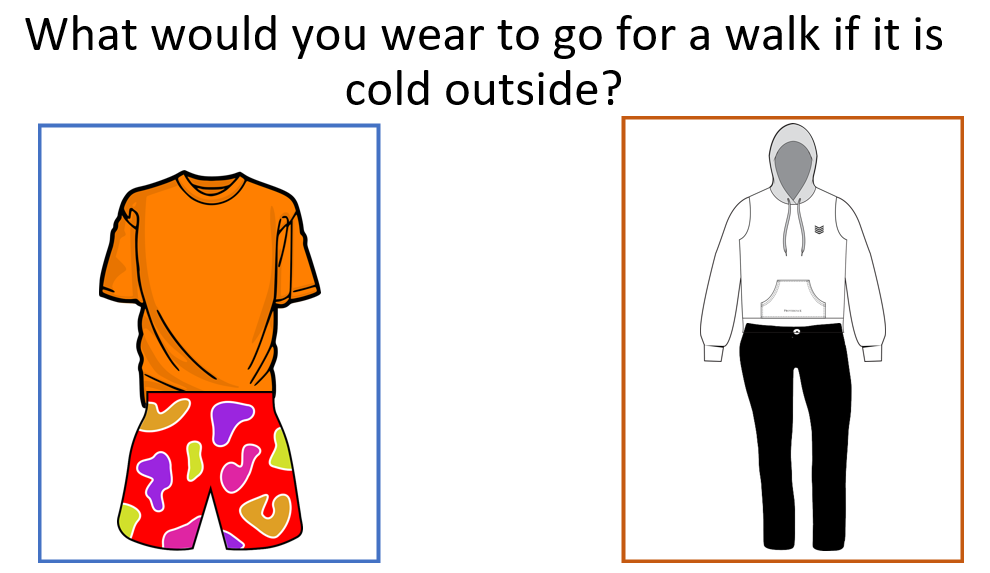 What would you wear to go for a walk if it is
cold outside?